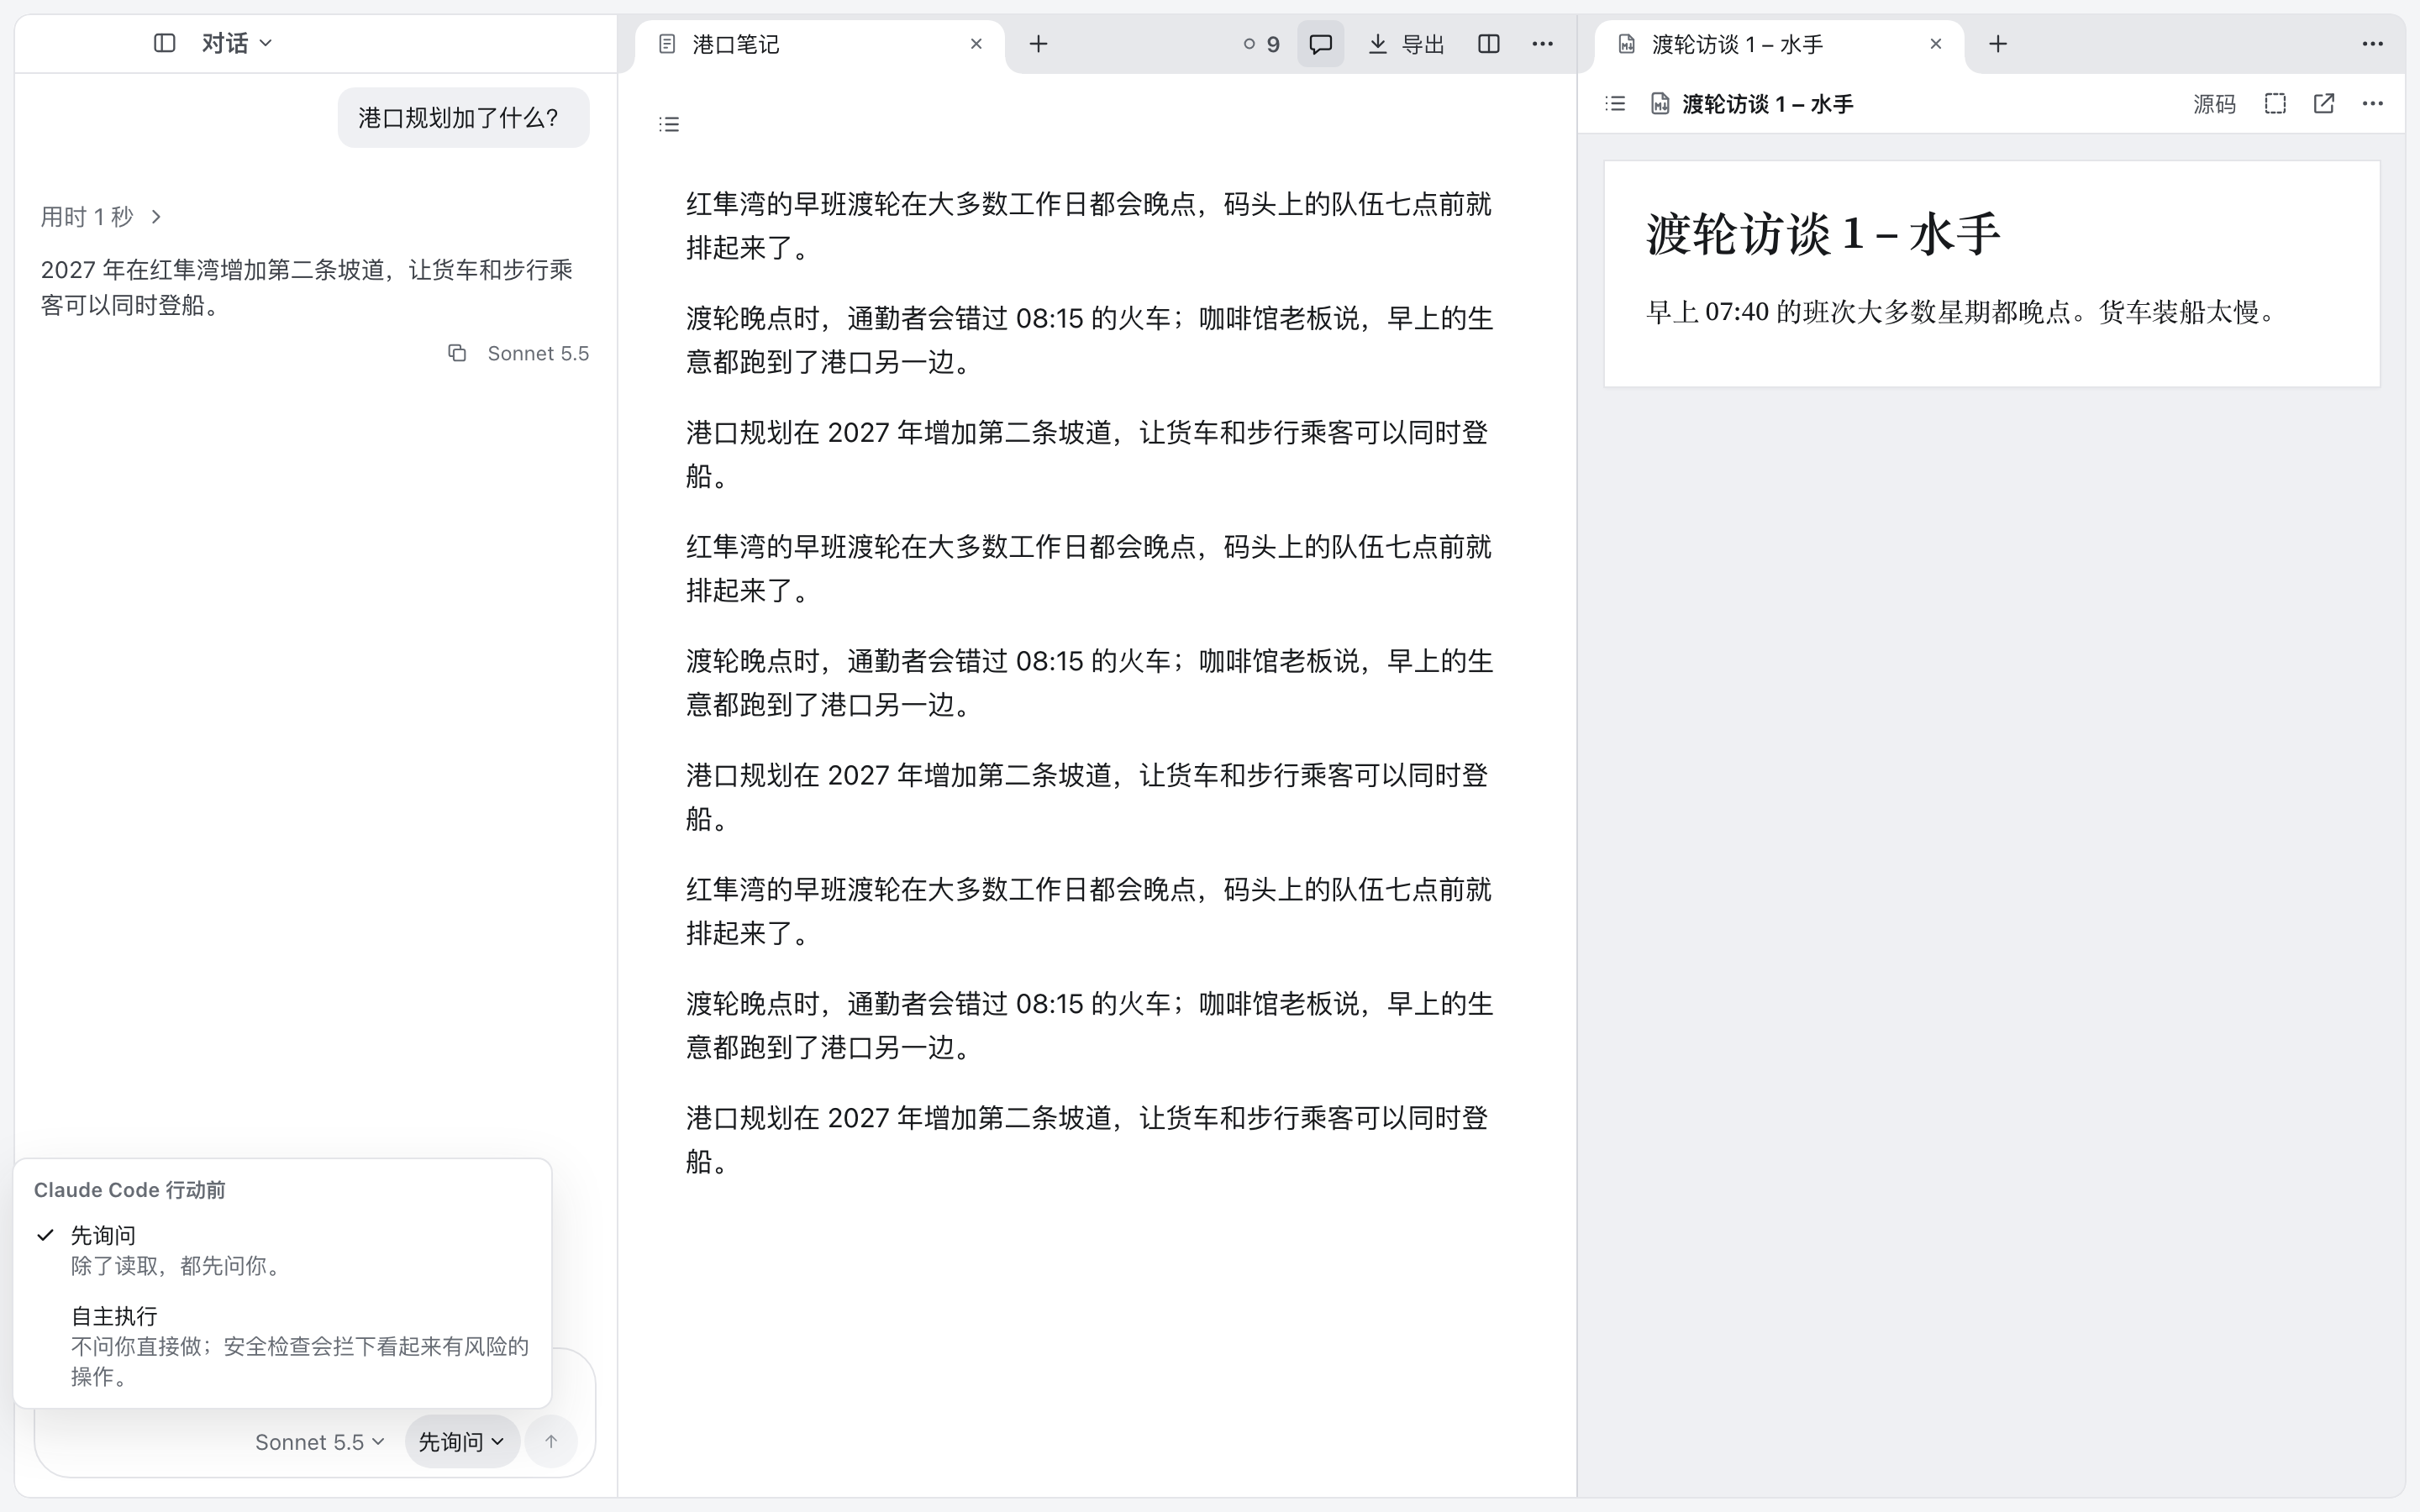 对话
港口规划加了什么？
用时 1 秒
2027 年在红隼湾增加第二条坡道，让货车和步行乘
客可以同时登船。
Sonnet 5.5
Claude Code 行动前
先询问
除了读取，都先问你。
自主执行
不问你直接做；安全检查会拦下看起来有风险的
操作。
Sonnet 5.5
先询问
港口笔记
9
导出
红隼湾的早班渡轮在大多数工作日都会晚点，码头上的队伍七点前就
排起来了。
渡轮晚点时，通勤者会错过 08:15 的火车；咖啡馆老板说，早上的生
意都跑到了港口另一边。
港口规划在 2027 年增加第二条坡道，让货车和步行乘客可以同时登
船。
红隼湾的早班渡轮在大多数工作日都会晚点，码头上的队伍七点前就
排起来了。
渡轮晚点时，通勤者会错过 08:15 的火车；咖啡馆老板说，早上的生
意都跑到了港口另一边。
港口规划在 2027 年增加第二条坡道，让货车和步行乘客可以同时登
船。
红隼湾的早班渡轮在大多数工作日都会晚点，码头上的队伍七点前就
排起来了。
渡轮晚点时，通勤者会错过 08:15 的火车；咖啡馆老板说，早上的生
意都跑到了港口另一边。
港口规划在 2027 年增加第二条坡道，让货车和步行乘客可以同时登
船。
渡轮访谈 1 – 水手
渡轮访谈 1 – 水手
源码
渡轮访谈 1 – 水手
早上 07:40 的班次大多数星期都晚点。货车装船太慢。